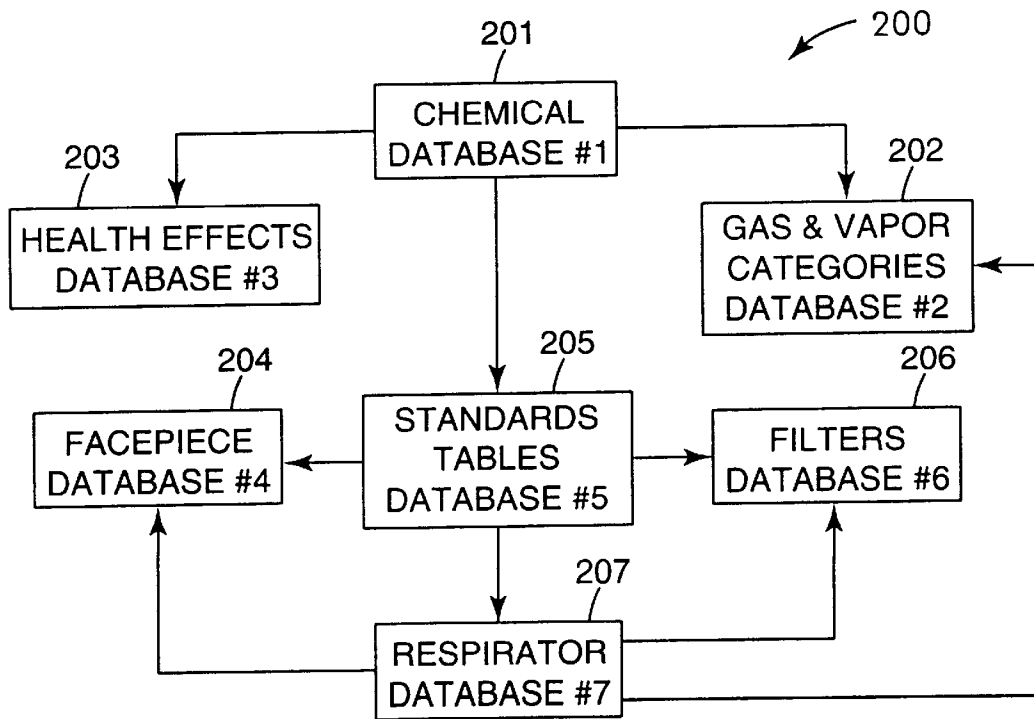 200
201
CHEMICAL
DATABASE #1
203
HEALTH EFFECTS
DATABASE #3
202
GAS & VAPOR
CATEGORIES
DATABASE #2
204
FACEPIECE
DATABASE #4
205
STANDARDS
TABLES
DATABASE #5
206
FILTERS
DATABASE #6
207
RESPIRATOR
DATABASE #7